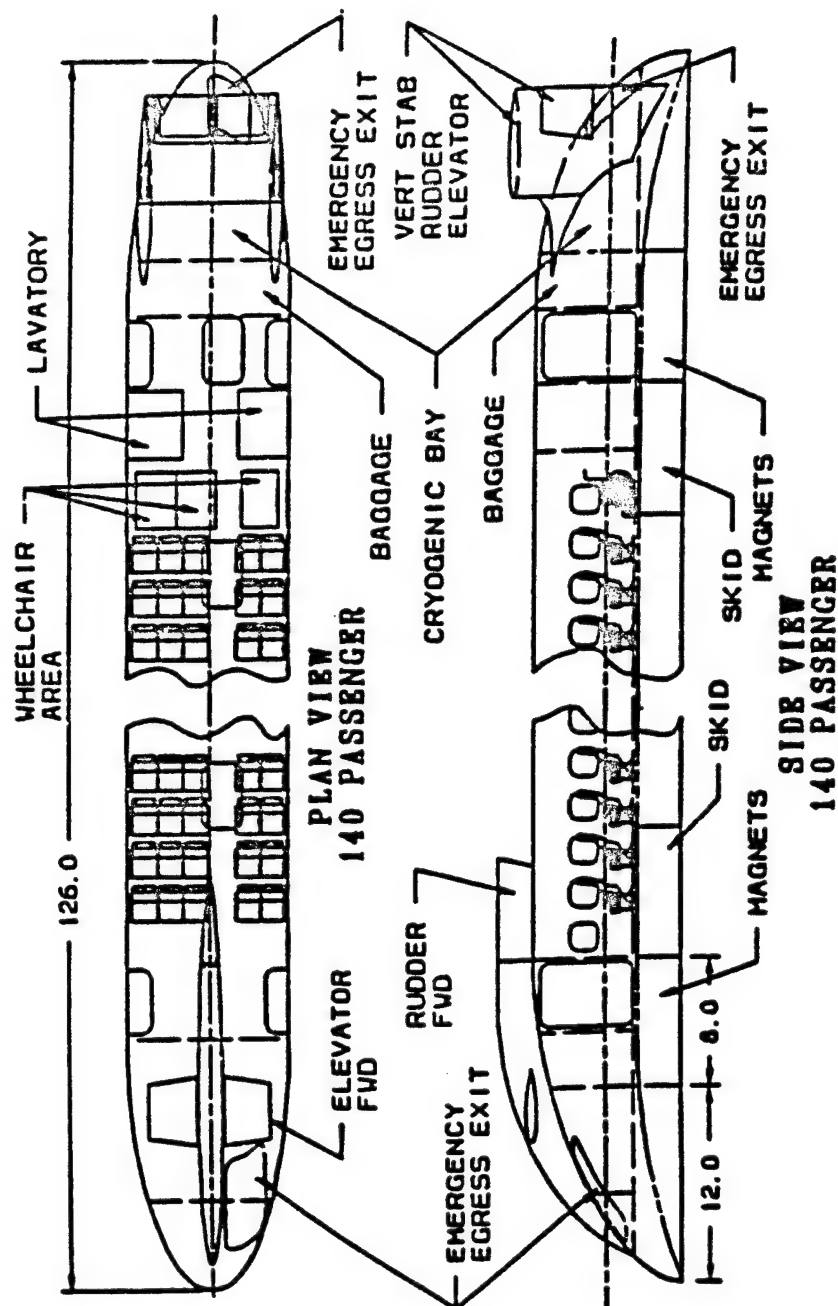 126.0
WHEELCHAIR
AREA
LAVATORY
PLAN VIEW
140 PASSENGER
ELEVATOR
FWD
BAGGAGE
EMERGENCY
EGRESS EXIT
VERT STAB
RUDDER
ELEVATOR
CRYOGENIC BAY
RUDDER
FWD
EMERGENCY
EGRESS EXIT
BAGGAGE
12.0
8.0
MAGNETS
SKID
SKID
MAGNETS
EMERGENCY
EGRESS EXIT
SIDE VIEW
140 PASSENGER